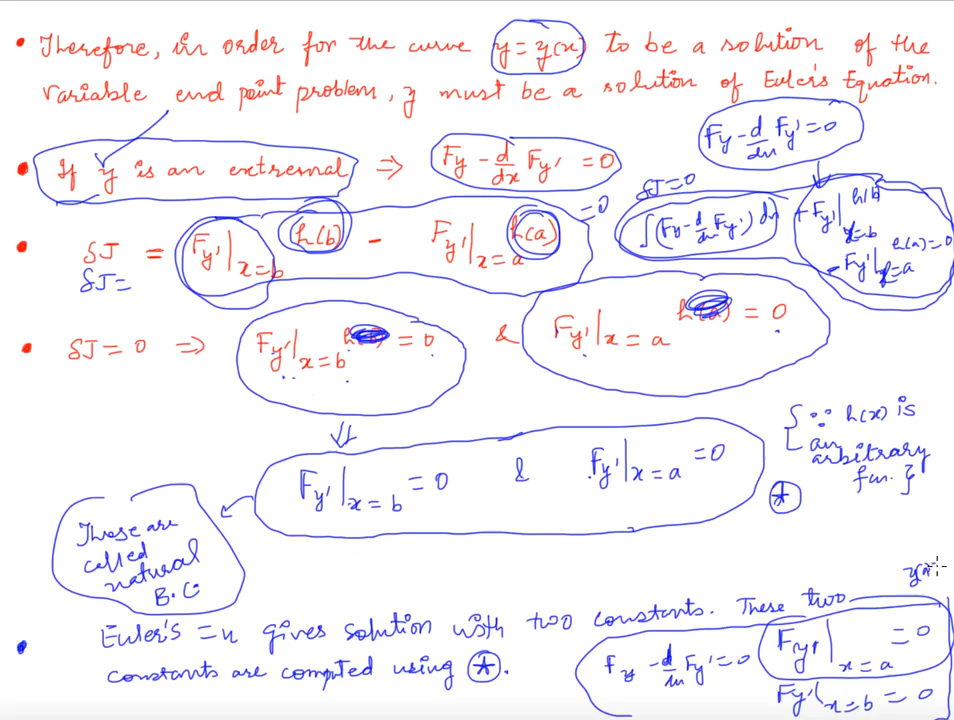 • Therefore, in order for the curve y = y(x) to be a solution of the
variable end point problem, y must be a solution of Euler's Equation.
Fy - d/dx Fy' = 0
• If y is an extremal ⇒ Fy - d/dx Fy' = 0
δJ = 0
• δJ = Fy'|x=b h(b) - Fy'|x=a h(a) = 0
∫(Fy - d/dx Fy') dx + Fy'|x=b h(b)
- Fy'|x=a h(a) = 0
δJ =
• δJ = 0 ⇒ Fy'|x=b = 0 & Fy'|x=a = 0
⇓
Fy'|x=b = 0 & Fy'|x=a = 0 (*)
{∵ h(x) is
an
arbitrary
fun.}
These are
called
natural
B.C
y(x
• Euler's =n gives solution with two constants. These two
constants are computed using (*).
Fy - d/dx Fy' = 0
Fy'|x=a = 0
Fy'|x=b = 0